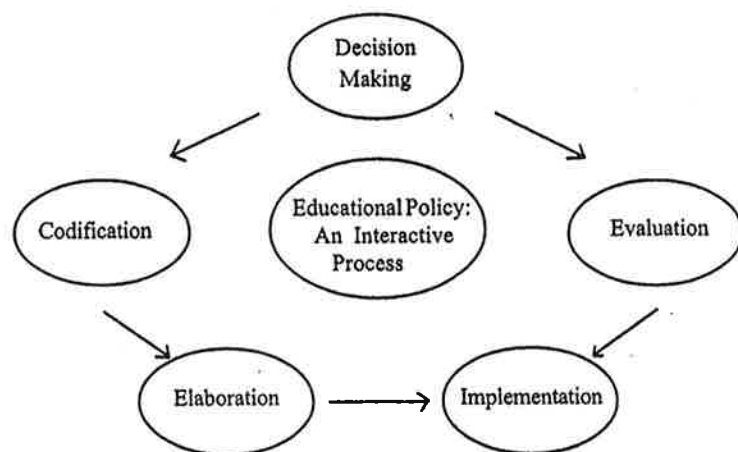 Decision
Making
Codification
Educational Policy:
An Interactive
Process
Evaluation
Elaboration
Implementation